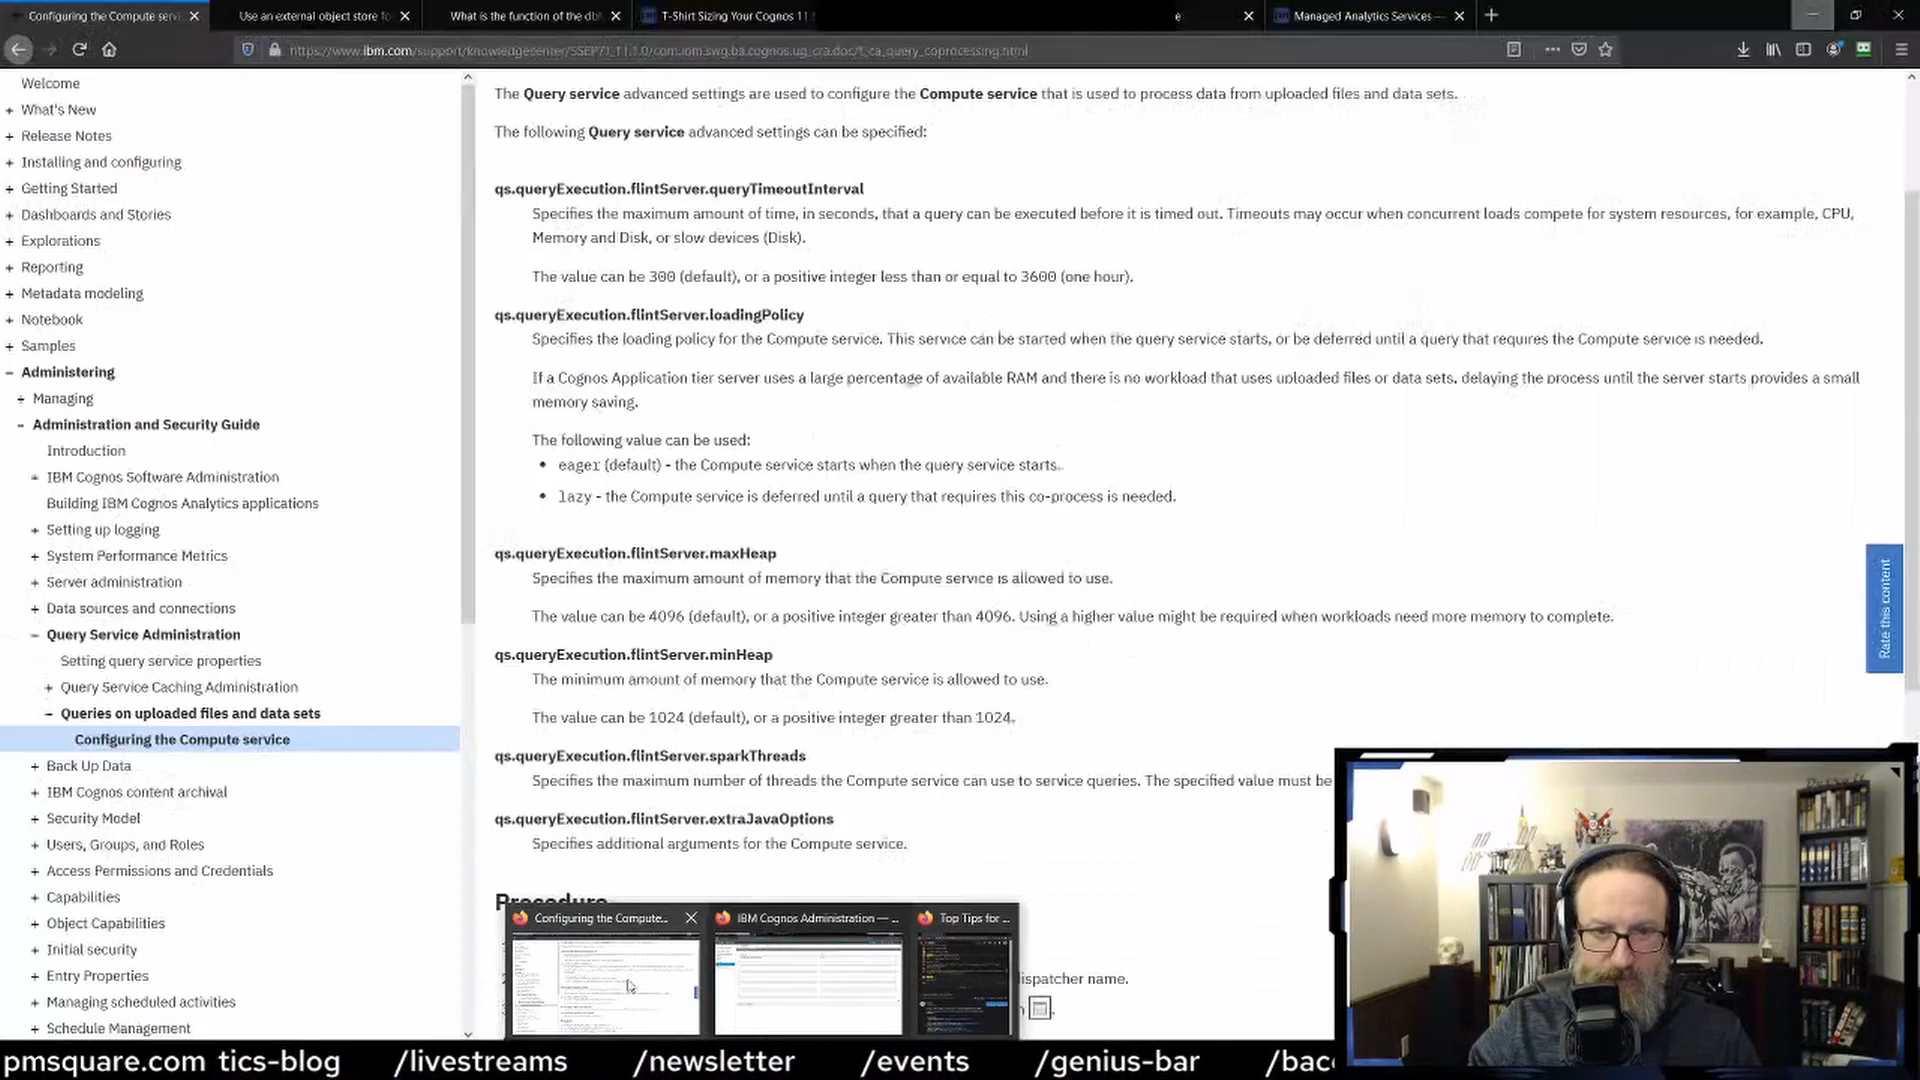 Configuring the Compute servi
Use an external object store fo
What is the function of the db
T-Shirt Sizing Your Cognos 11
e
Managed Analytics Services —
https://www.ibm.com/support/knowledgecenter/SSEP7J_11.1.0/com.ibm.swg.ba.cognos.ug_cra.doc/t_ca_query_coprocessing.html
Welcome
What's New
Release Notes
Installing and configuring
Getting Started
Dashboards and Stories
Explorations
Reporting
Metadata modeling
Notebook
Samples
Administering
Managing
Administration and Security Guide
Introduction
IBM Cognos Software Administration
Building IBM Cognos Analytics applications
Setting up logging
System Performance Metrics
Server administration
Data sources and connections
Query Service Administration
Setting query service properties
Query Service Caching Administration
Queries on uploaded files and data sets
Configuring the Compute service
Back Up Data
IBM Cognos content archival
Security Model
Users, Groups, and Roles
Access Permissions and Credentials
Capabilities
Object Capabilities
Initial security
Entry Properties
Managing scheduled activities
Schedule Management
The Query service advanced settings are used to configure the Compute service that is used to process data from uploaded files and data sets.
The following Query service advanced settings can be specified:
qs.queryExecution.flintServer.queryTimeoutInterval
Specifies the maximum amount of time, in seconds, that a query can be executed before it is timed out. Timeouts may occur when concurrent loads compete for system resources, for example, CPU,
Memory and Disk, or slow devices (Disk).
The value can be 300 (default), or a positive integer less than or equal to 3600 (one hour).
qs.queryExecution.flintServer.loadingPolicy
Specifies the loading policy for the Compute service. This service can be started when the query service starts, or be deferred until a query that requires the Compute service is needed.
If a Cognos Application tier server uses a large percentage of available RAM and there is no workload that uses uploaded files or data sets, delaying the process until the server starts provides a small
memory saving.
The following value can be used:
• eager (default) - the Compute service starts when the query service starts.
• lazy - the Compute service is deferred until a query that requires this co-process is needed.
qs.queryExecution.flintServer.maxHeap
Specifies the maximum amount of memory that the Compute service is allowed to use.
The value can be 4096 (default), or a positive integer greater than 4096. Using a higher value might be required when workloads need more memory to complete.
qs.queryExecution.flintServer.minHeap
The minimum amount of memory that the Compute service is allowed to use.
The value can be 1024 (default), or a positive integer greater than 1024.
qs.queryExecution.flintServer.sparkThreads
Specifies the maximum number of threads the Compute service can use to service queries. The specified value must be
qs.queryExecution.flintServer.extraJavaOptions
Specifies additional arguments for the Compute service.
Procedure
Configuring the Compute...
IBM Cognos Administration — ...
Top Tips for ...
dispatcher name.
Rate this content
pmsquare.com tics-blog /livestreams /newsletter /events /genius-bar /bac